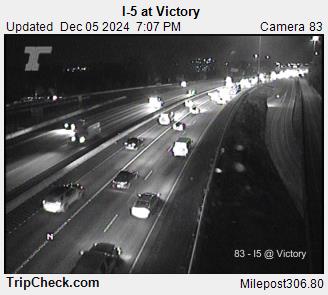 I-5 at Victory
Updated Dec 05 2024 7:07 PM Camera 83
T
N
83 - I5 @ Victory
TripCheck.com Milepost306.80